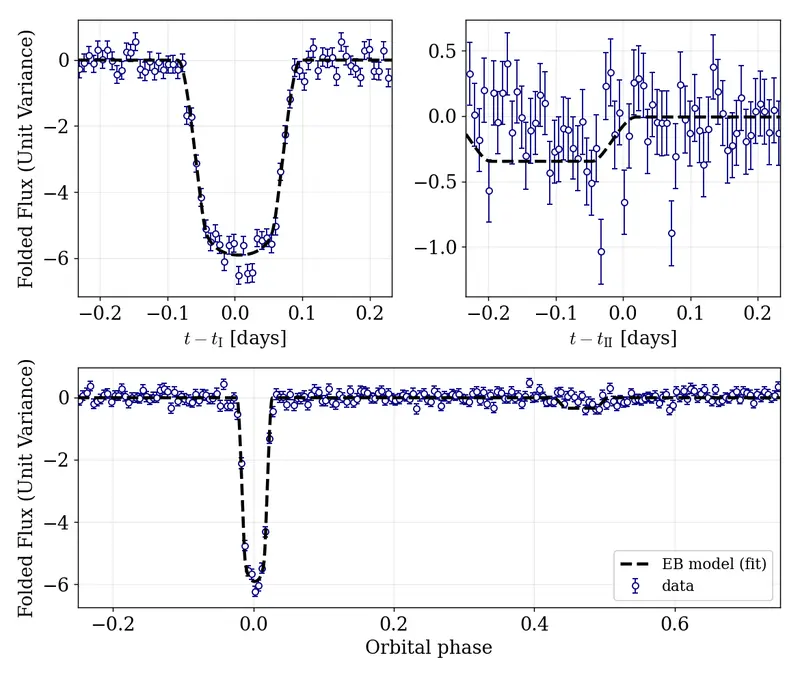 Folded Flux (Unit Variance)
0
−2
−4
−6
−0.2 −0.1 0.0 0.1 0.2
t − t_I [days]
0.5
0.0
−0.5
−1.0
−0.2 −0.1 0.0 0.1 0.2
t − t_II [days]
Folded Flux (Unit Variance)
0
−2
−4
−6
EB model (fit)
data
−0.2 0.0 0.2 0.4 0.6
Orbital phase